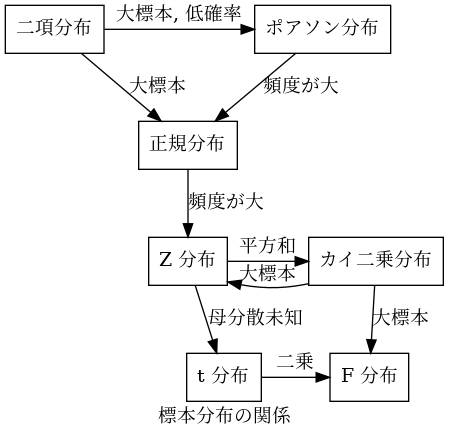 大標本, 低確率
二項分布
ポアソン分布
大標本
頻度が大
正規分布
頻度が大
平方和
Z 分布
カイ二乗分布
大標本
母分散未知
大標本
二乗
t 分布
F 分布
標本分布の関係